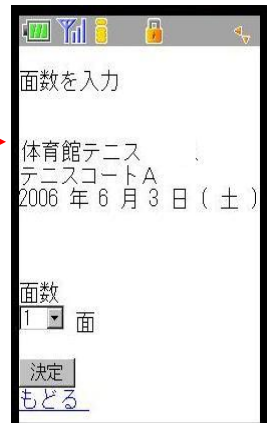 面数を入力
体育館テニス
テニスコートA
2006 年 6 月 3 日 ( 土 )
面数
1 面
決定
もどる